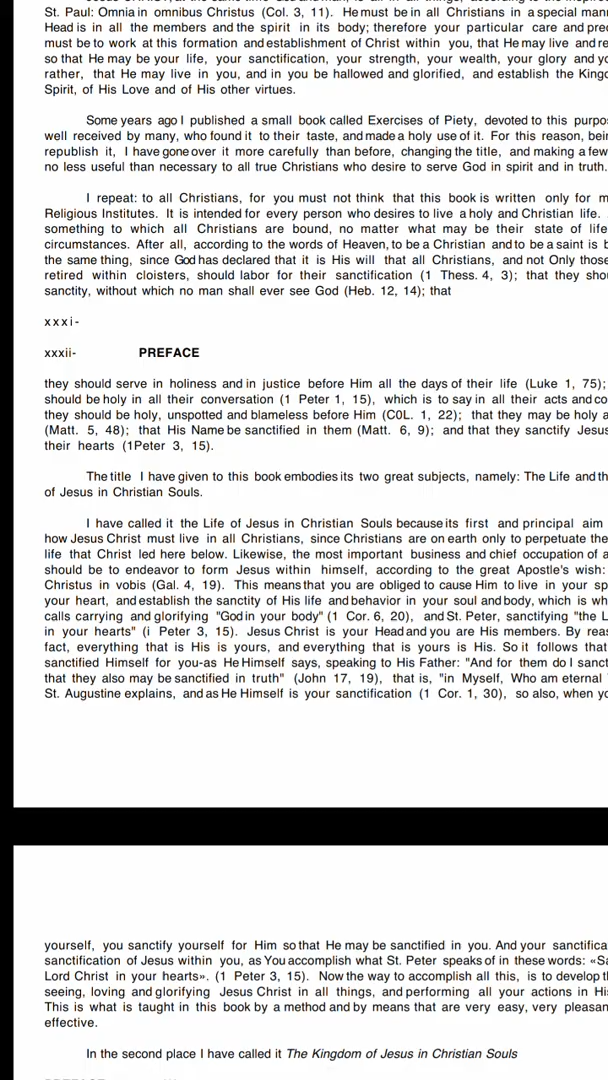 St. Paul: Omnia in omnibus Christus (Col. 3, 11). He must be in all Christians in a special
Head is in all the members and the spirit in its body; therefore your particular care and
must be to work at this formation and establishment of Christ within you, that He may live and
so that He may be your life, your sanctification, your strength, your wealth, your glory and
rather, that He may live in you, and in you be hallowed and glorified, and establish the
Spirit, of His Love and of His other virtues.
Some years ago I published a small book called Exercises of Piety, devoted to this
well received by many, who found it to their taste, and made a holy use of it. For this reason,
republish it, I have gone over it more carefully than before, changing the title, and making a few
no less useful than necessary to all true Christians who desire to serve God in spirit and in truth.
I repeat: to all Christians, for you must not think that this book is written only for
Religious Institutes. It is intended for every person who desires to live a holy and Christian life.
something to which all Christians are bound, no matter what may be their state of life
circumstances. After all, according to the words of Heaven, to be a Christian and to be a saint is
the same thing, since God has declared that it is His will that all Christians, and not Only those
retired within cloisters, should labor for their sanctification (1 Thess. 4, 3); that they
sanctity, without which no man shall ever see God (Heb. 12, 14); that
xxxi-
xxxii- PREFACE
they should serve in holiness and in justice before Him all the days of their life (Luke 1, 75);
should be holy in all their conversation (1 Peter 1, 15), which is to say in all their acts and
they should be holy, unspotted and blameless before Him (C0L. 1, 22); that they may be holy
(Matt. 5, 48); that His Name be sanctified in them (Matt. 6, 9); and that they sanctify Jesus
their hearts (1Peter 3, 15).
The title I have given to this book embodies its two great subjects, namely: The Life and
of Jesus in Christian Souls.
I have called it the Life of Jesus in Christian Souls because its first and principal aim
how Jesus Christ must live in all Christians, since Christians are on earth only to perpetuate the
life that Christ led here below. Likewise, the most important business and chief occupation of
should be to endeavor to form Jesus within himself, according to the great Apostle's wish:
Christus in vobis (Gal. 4, 19). This means that you are obliged to cause Him to live in your
your heart, and establish the sanctity of His life and behavior in your soul and body, which is
calls carrying and glorifying "God in your body" (1 Cor. 6, 20), and St. Peter, sanctifying "the
in your hearts" (i Peter 3, 15). Jesus Christ is your Head and you are His members. By
fact, everything that is His is yours, and everything that is yours is His. So it follows that
sanctified Himself for you-as He Himself says, speaking to His Father: "And for them do I
that they also may be sanctified in truth" (John 17, 19), that is, "in Myself, Who am eternal
St. Augustine explains, and as He Himself is your sanctification (1 Cor. 1, 30), so also, when
yourself, you sanctify yourself for Him so that He may be sanctified in you. And your
sanctification of Jesus within you, as You accomplish what St. Peter speaks of in these words:
Lord Christ in your hearts». (1 Peter 3, 15). Now the way to accomplish all this, is to develop
seeing, loving and glorifying Jesus Christ in all things, and performing all your actions in
This is what is taught in this book by a method and by means that are very easy, very
effective.
In the second place I have called it The Kingdom of Jesus in Christian Souls